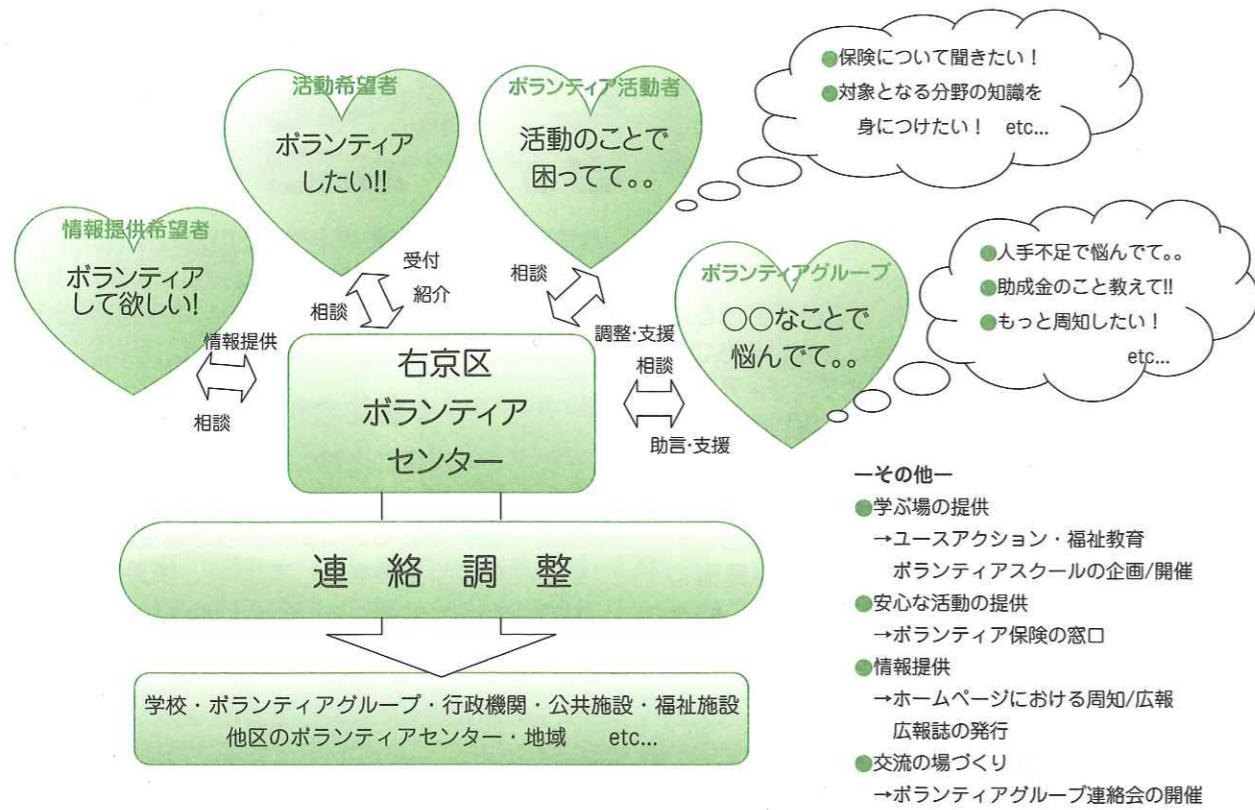 活動希望者
ボランティア
したい!!
ボランティア活動者
活動のことで
困ってて。。
●保険について聞きたい！
●対象となる分野の知識を
身につけたい！ etc...
情報提供希望者
ボランティア
して欲しい!
ボランティアグループ
〇〇なことで
悩んでて。。
●人手不足で悩んでて。。
●助成金のこと教えて!!
●もっと周知したい！
etc...
受付
紹介
相談
相談
調整・支援
情報提供
相談
相談
助言・支援
右京区
ボランティア
センター
連絡調整
学校・ボランティアグループ・行政機関・公共施設・福祉施設
他区のボランティアセンター・地域 etc...
ーその他ー
●学ぶ場の提供
→ユースアクション・福祉教育
ボランティアスクールの企画/開催
●安心な活動の提供
→ボランティア保険の窓口
●情報提供
→ホームページにおける周知/広報
広報誌の発行
●交流の場づくり
→ボランティアグループ連絡会の開催